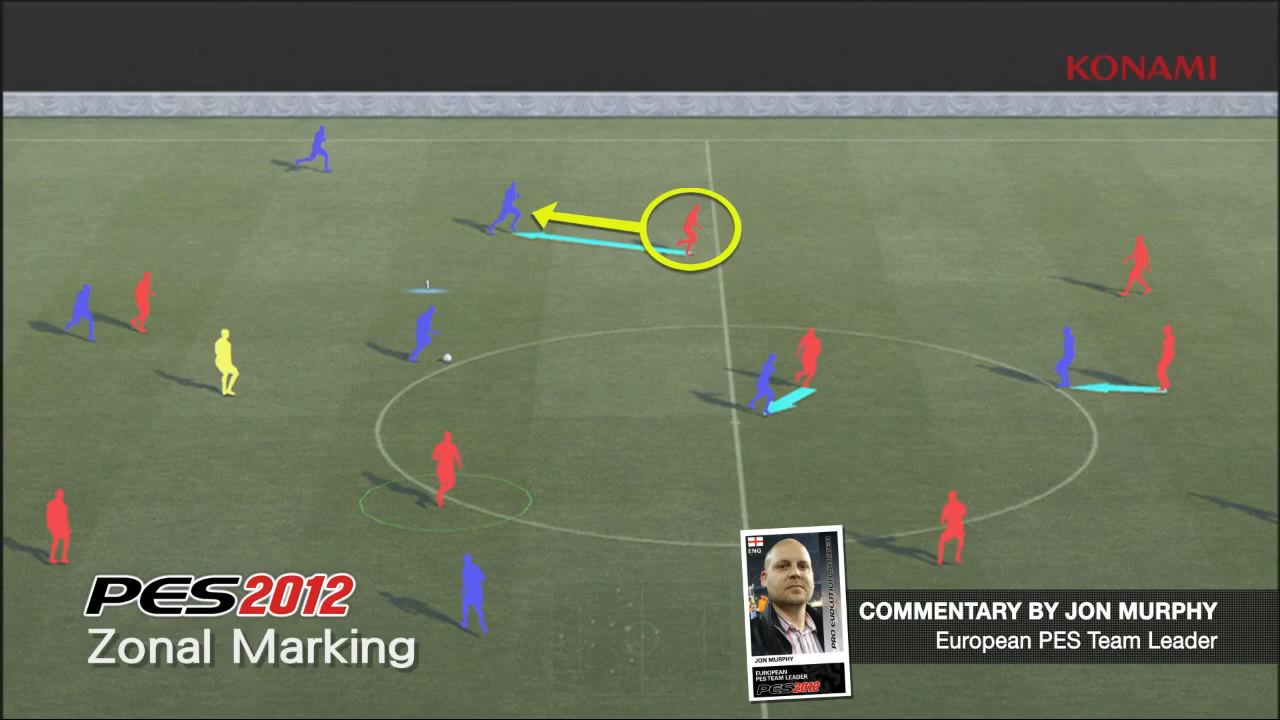 KONAMI
1
PES2012
Zonal Marking
ENG
PRO EVOLUTION SOCCER
JON MURPHY
EUROPEAN
PES TEAM LEADER
PES2012
COMMENTARY BY JON MURPHY
European PES Team Leader